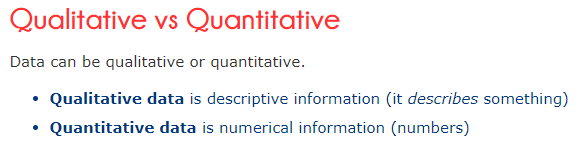 Qualitative vs Quantitative
Data can be qualitative or quantitative.
• Qualitative data is descriptive information (it describes something)
• Quantitative data is numerical information (numbers)